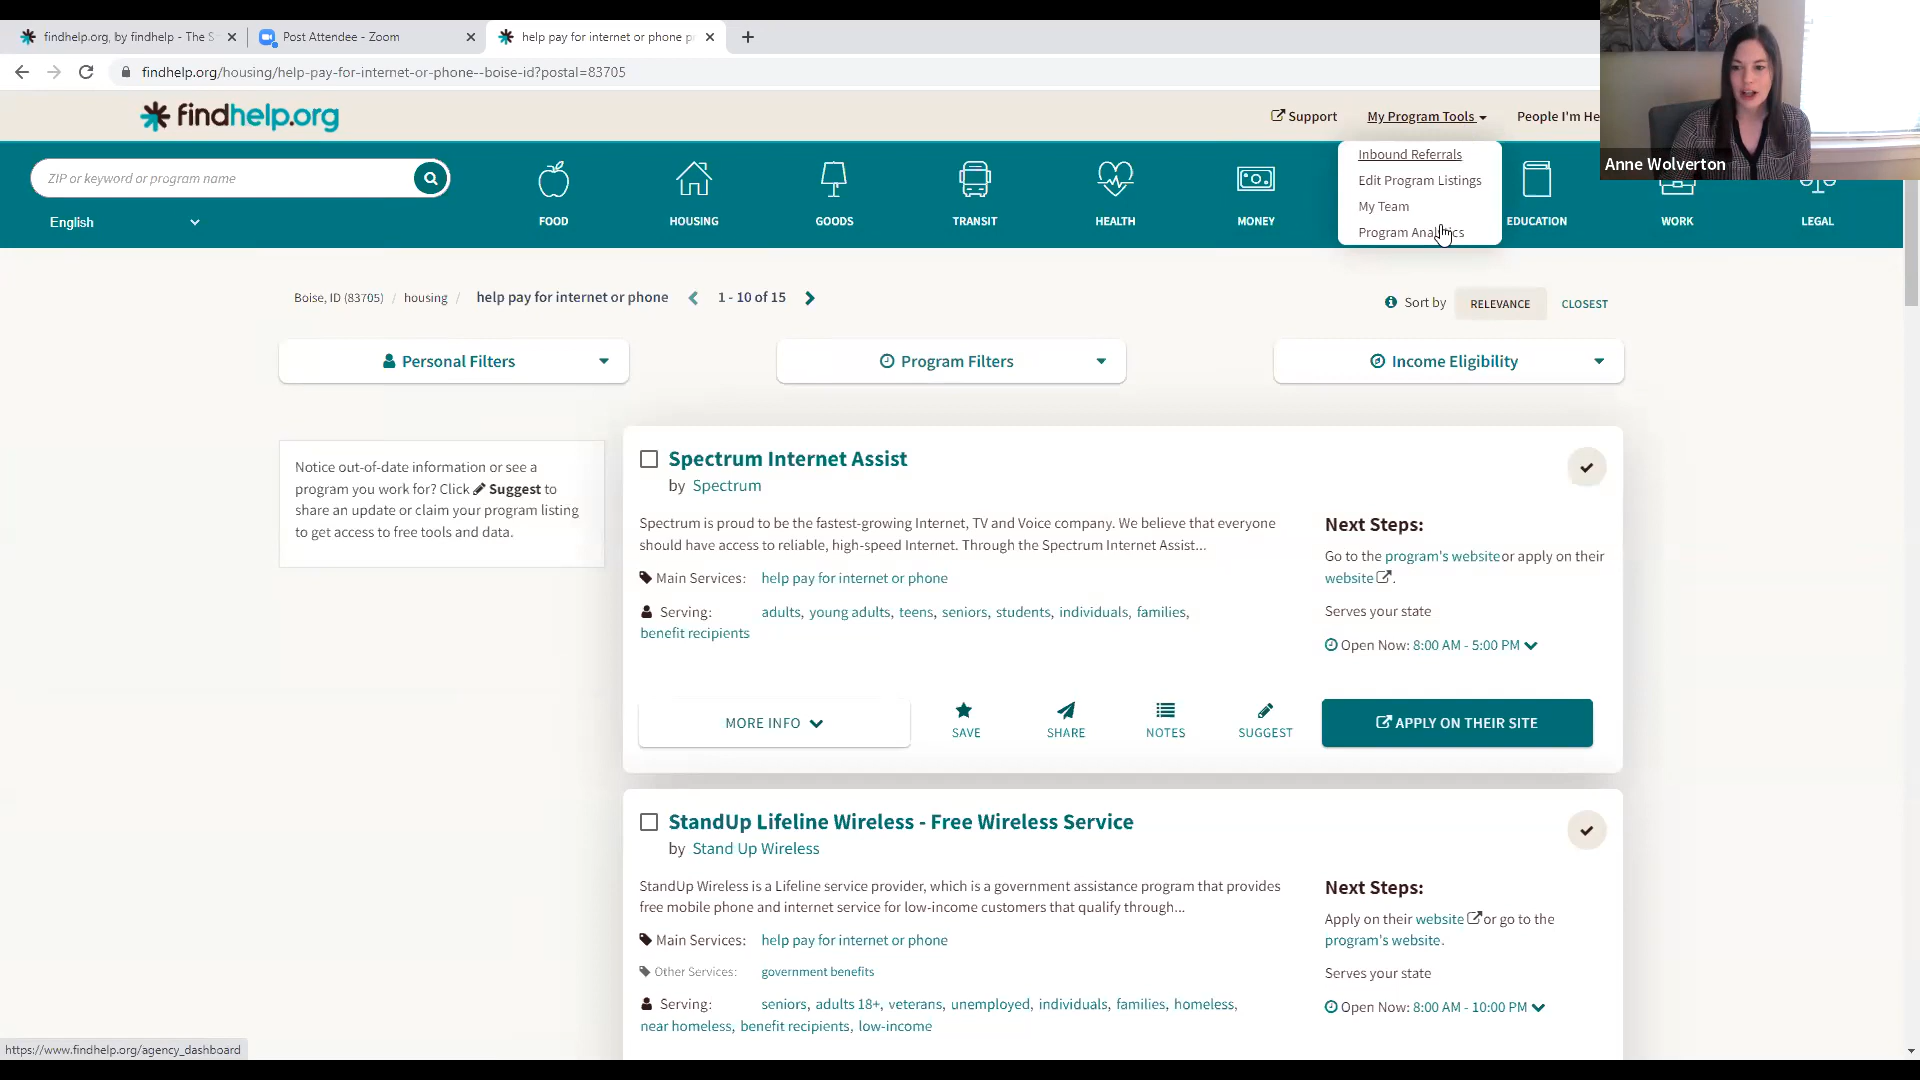 findhelp.org, by findhelp - The S
Post Attendee - Zoom
help pay for internet or phone p
findhelp.org/housing/help-pay-for-internet-or-phone--boise-id?postal=83705
findhelp.org
Support
My Program Tools
People I'm He
Anne Wolverton
Inbound Referrals
Edit Program Listings
My Team
Program Analytics
ZIP or keyword or program name
English
FOOD
HOUSING
GOODS
TRANSIT
HEALTH
MONEY
EDUCATION
WORK
LEGAL
Boise, ID (83705) / housing / help pay for internet or phone 1 - 10 of 15
Sort by RELEVANCE CLOSEST
Personal Filters
Program Filters
Income Eligibility
Notice out-of-date information or see a
program you work for? Click Suggest to
share an update or claim your program listing
to get access to free tools and data.
Spectrum Internet Assist
by Spectrum
Spectrum is proud to be the fastest-growing Internet, TV and Voice company. We believe that everyone
should have access to reliable, high-speed Internet. Through the Spectrum Internet Assist...
Main Services: help pay for internet or phone
Serving: adults, young adults, teens, seniors, students, individuals, families,
benefit recipients
Next Steps:
Go to the program's website or apply on their
website.
Serves your state
Open Now: 8:00 AM - 5:00 PM
MORE INFO
SAVE
SHARE
NOTES
SUGGEST
APPLY ON THEIR SITE
StandUp Lifeline Wireless - Free Wireless Service
by Stand Up Wireless
StandUp Wireless is a Lifeline service provider, which is a government assistance program that provides
free mobile phone and internet service for low-income customers that qualify through...
Main Services: help pay for internet or phone
Other Services: government benefits
Serving: seniors, adults 18+, veterans, unemployed, individuals, families, homeless,
near homeless, benefit recipients, low-income
Next Steps:
Apply on their website or go to the
program's website.
Serves your state
Open Now: 8:00 AM - 10:00 PM
https://www.findhelp.org/agency_dashboard